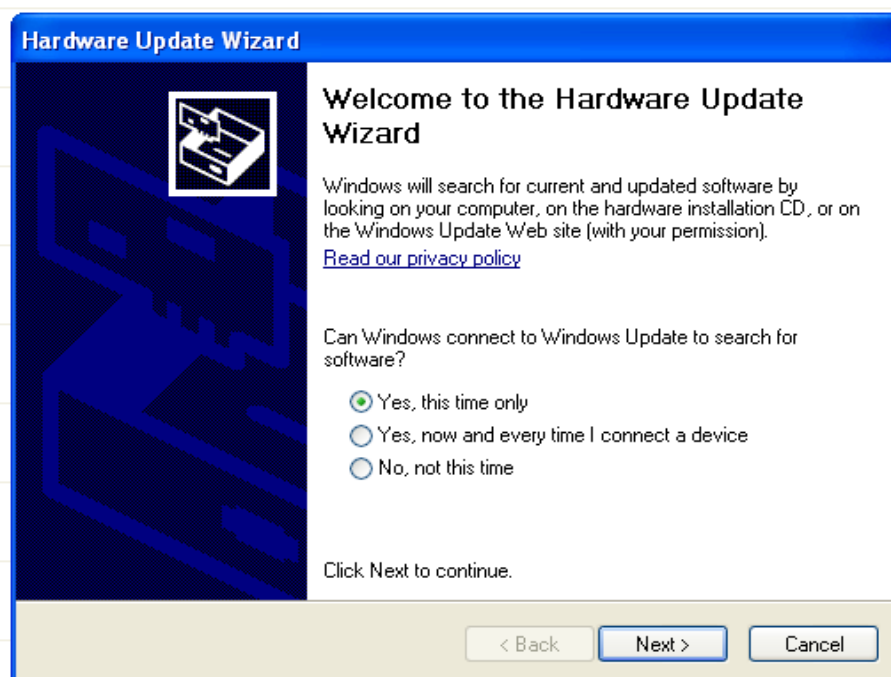 Hardware Update Wizard
Welcome to the Hardware Update
Wizard
Windows will search for current and updated software by
looking on your computer, on the hardware installation CD, or on
the Windows Update Web site (with your permission).
Read our privacy policy
Can Windows connect to Windows Update to search for
software?
Yes, this time only
Yes, now and every time I connect a device
No, not this time
Click Next to continue.
< Back
Next >
Cancel